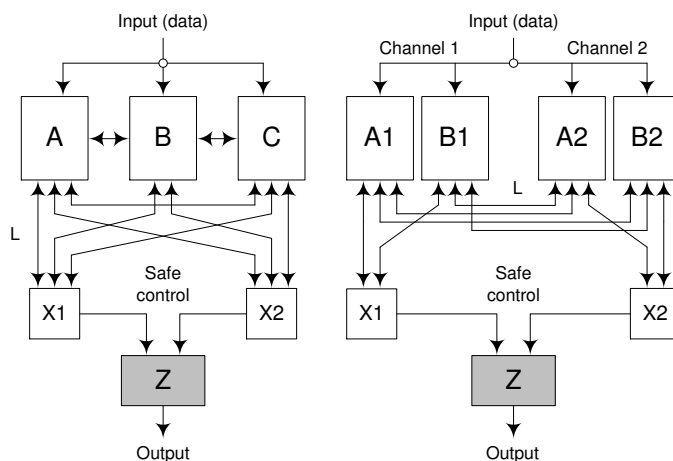 Input (data)
A
B
C
L
Safe
control
X1
X2
Z
Output
Input (data)
Channel 1
Channel 2
A1
B1
A2
B2
L
Safe
control
X1
X2
Z
Output